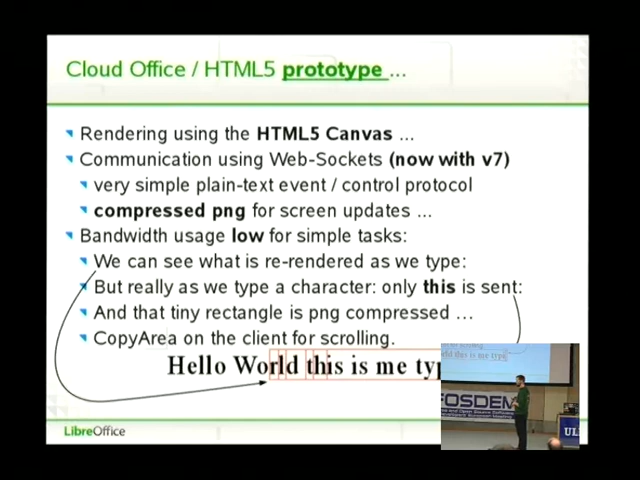 Cloud Office / HTML5 prototype ...
Rendering using the HTML5 Canvas ...
Communication using Web-Sockets (now with v7)
very simple plain-text event / control protocol
compressed png for screen updates ...
Bandwidth usage low for simple tasks:
We can see what is re-rendered as we type:
But really as we type a character: only this is sent:
And that tiny rectangle is png compressed ...
CopyArea on the client for scrolling.
Hello World this is me typ
FOSDEM
UL
LibreOffice